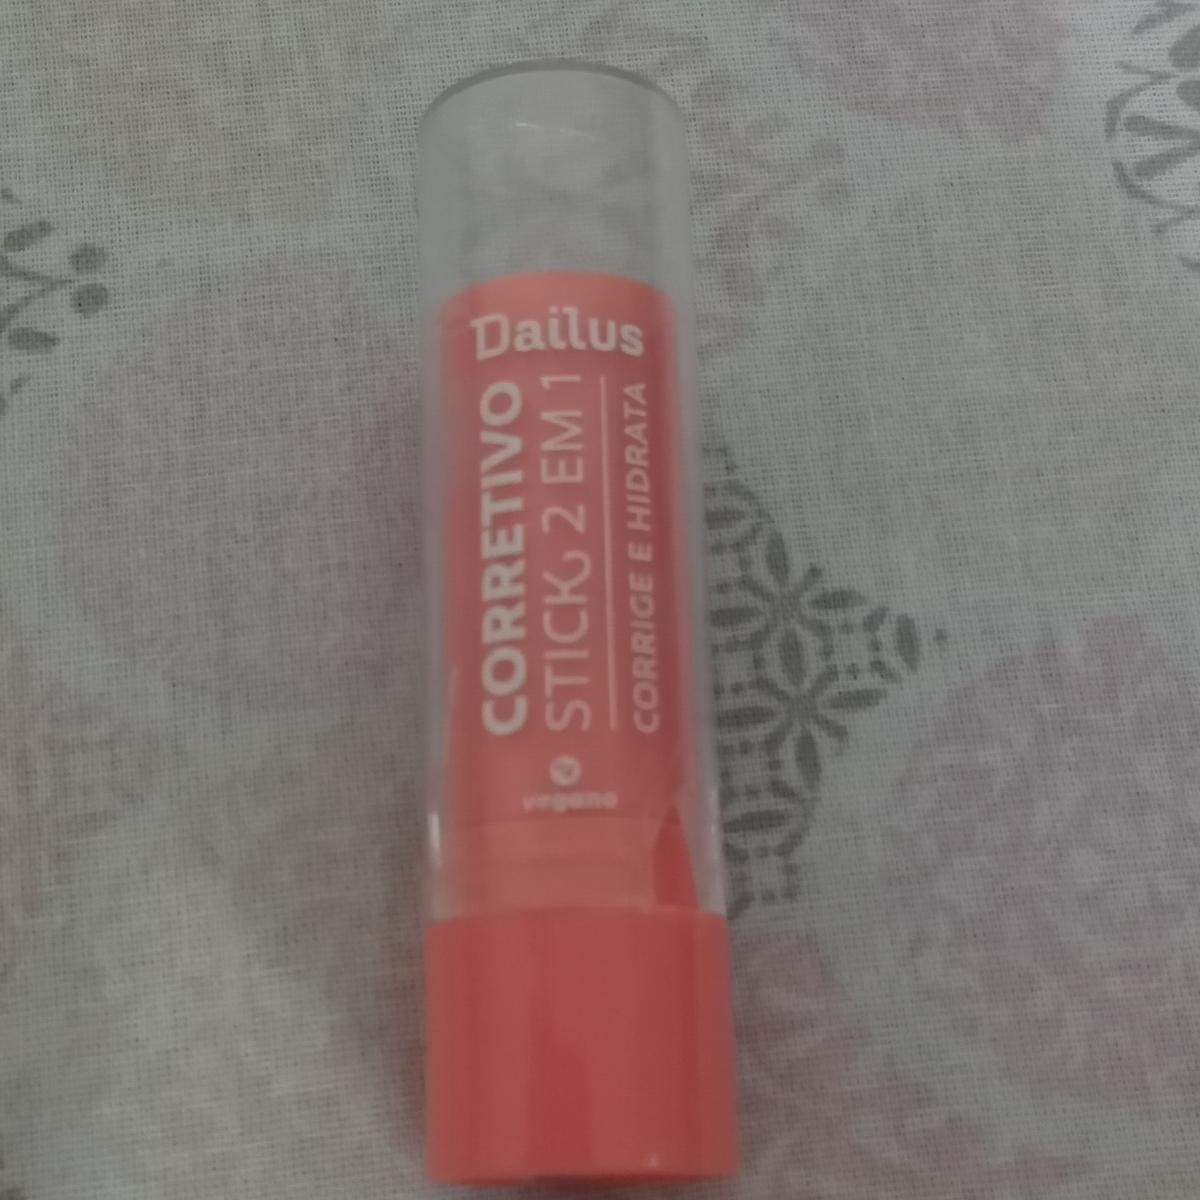 Dailus
CORRETIVO
STICK 2 EM 1
CORRIGE E HIDRATA
vegano